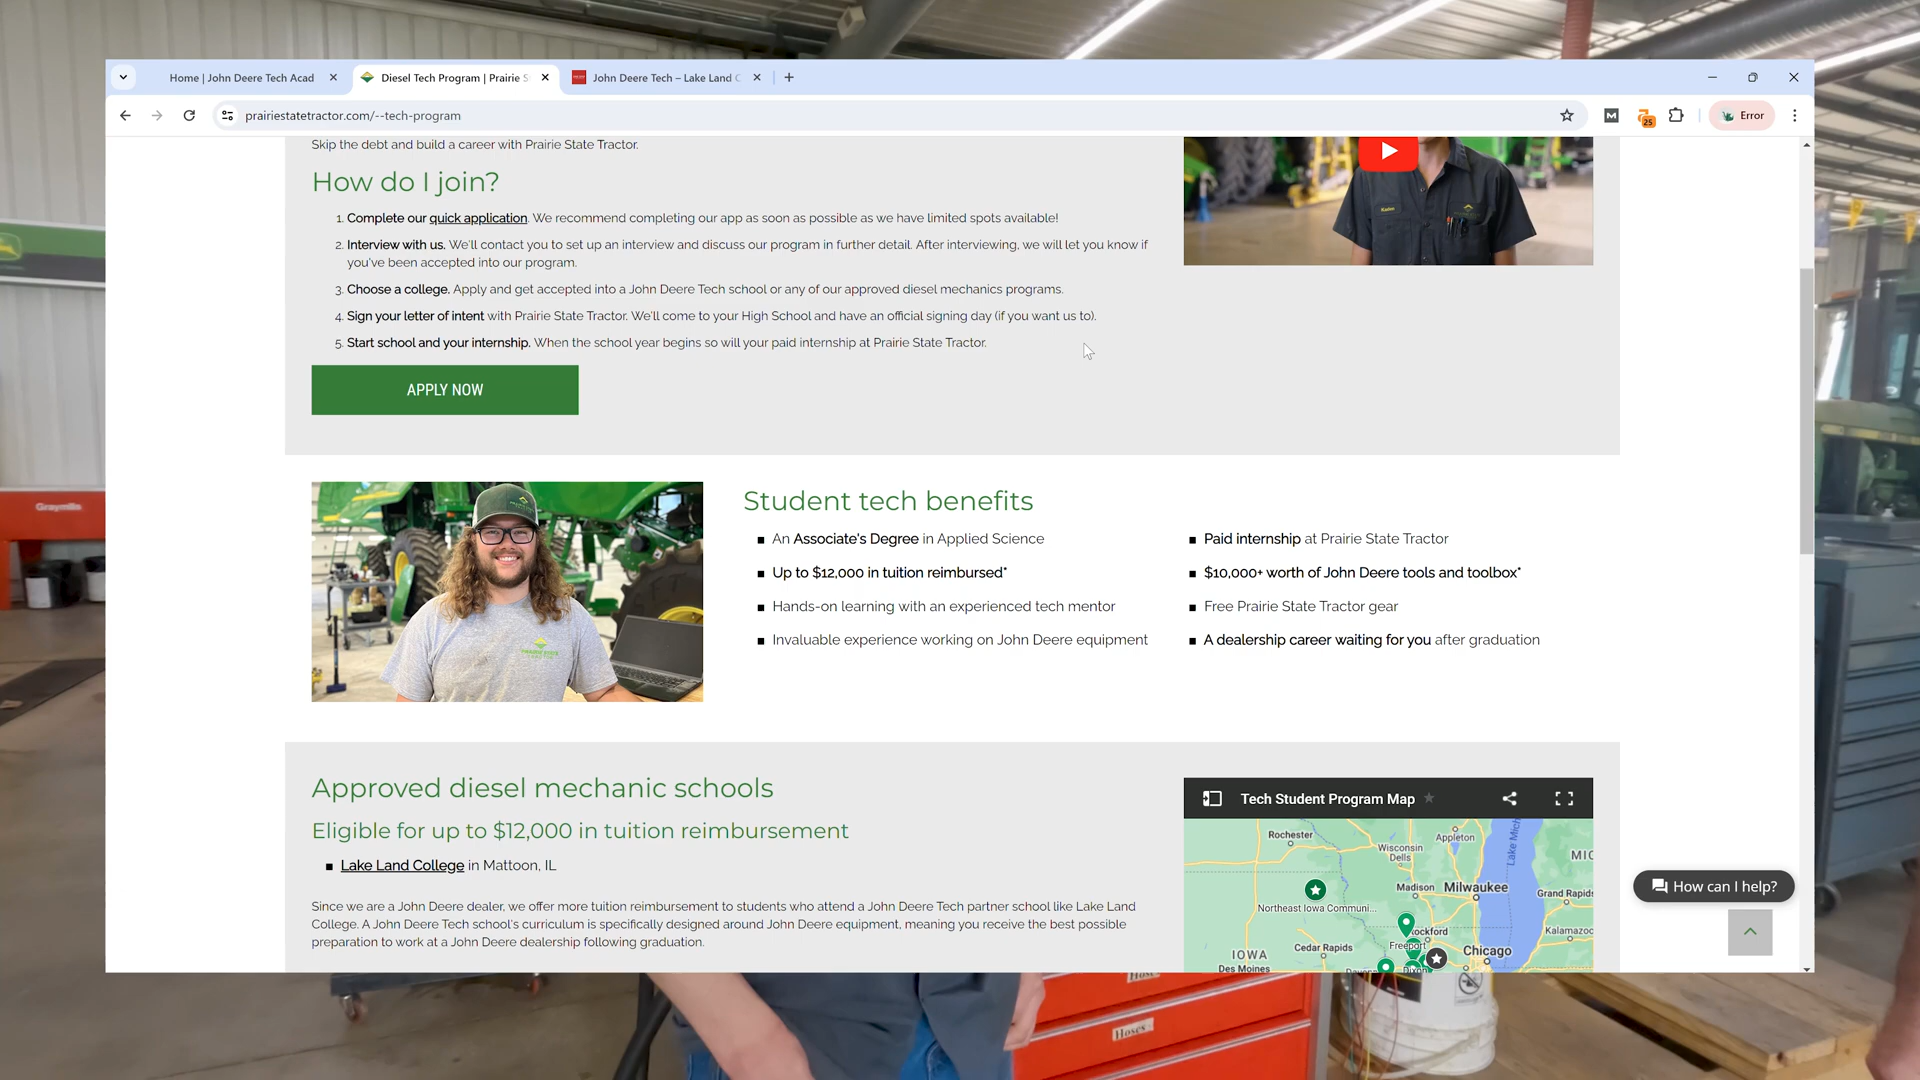 Home | John Deere Tech Acad
Diesel Tech Program | Prairie S
John Deere Tech – Lake Land C
prairiestatetractor.com/--tech-program
25
Error
Skip the debt and build a career with Prairie State Tractor.
How do I join?
1. Complete our quick application. We recommend completing our app as soon as possible as we have limited spots available!
2. Interview with us. We'll contact you to set up an interview and discuss our program in further detail. After interviewing, we will let you know if
you've been accepted into our program.
3. Choose a college. Apply and get accepted into a John Deere Tech school or any of our approved diesel mechanics programs.
4. Sign your letter of intent with Prairie State Tractor. We'll come to your High School and have an official signing day (if you want us to).
5. Start school and your internship. When the school year begins so will your paid internship at Prairie State Tractor.
APPLY NOW
Student tech benefits
An Associate's Degree in Applied Science
Up to $12,000 in tuition reimbursed*
Hands-on learning with an experienced tech mentor
Invaluable experience working on John Deere equipment
Paid internship at Prairie State Tractor
$10,000+ worth of John Deere tools and toolbox*
Free Prairie State Tractor gear
A dealership career waiting for you after graduation
Approved diesel mechanic schools
Eligible for up to $12,000 in tuition reimbursement
Lake Land College in Mattoon, IL
Since we are a John Deere dealer, we offer more tuition reimbursement to students who attend a John Deere Tech partner school like Lake Land
College. A John Deere Tech school's curriculum is specifically designed around John Deere equipment, meaning you receive the best possible
preparation to work at a John Deere dealership following graduation.
Tech Student Program Map
Rochester
Appleton
Wisconsin
Dells
Lake Mich
MIC
Madison
Milwaukee
Grand Rapids
Northeast Iowa Communi...
ockford
Kalamazoo
Freeport
Cedar Rapids
Chicago
IOWA
Des Moines
Dixon
How can I help?
Graymills
Hoses